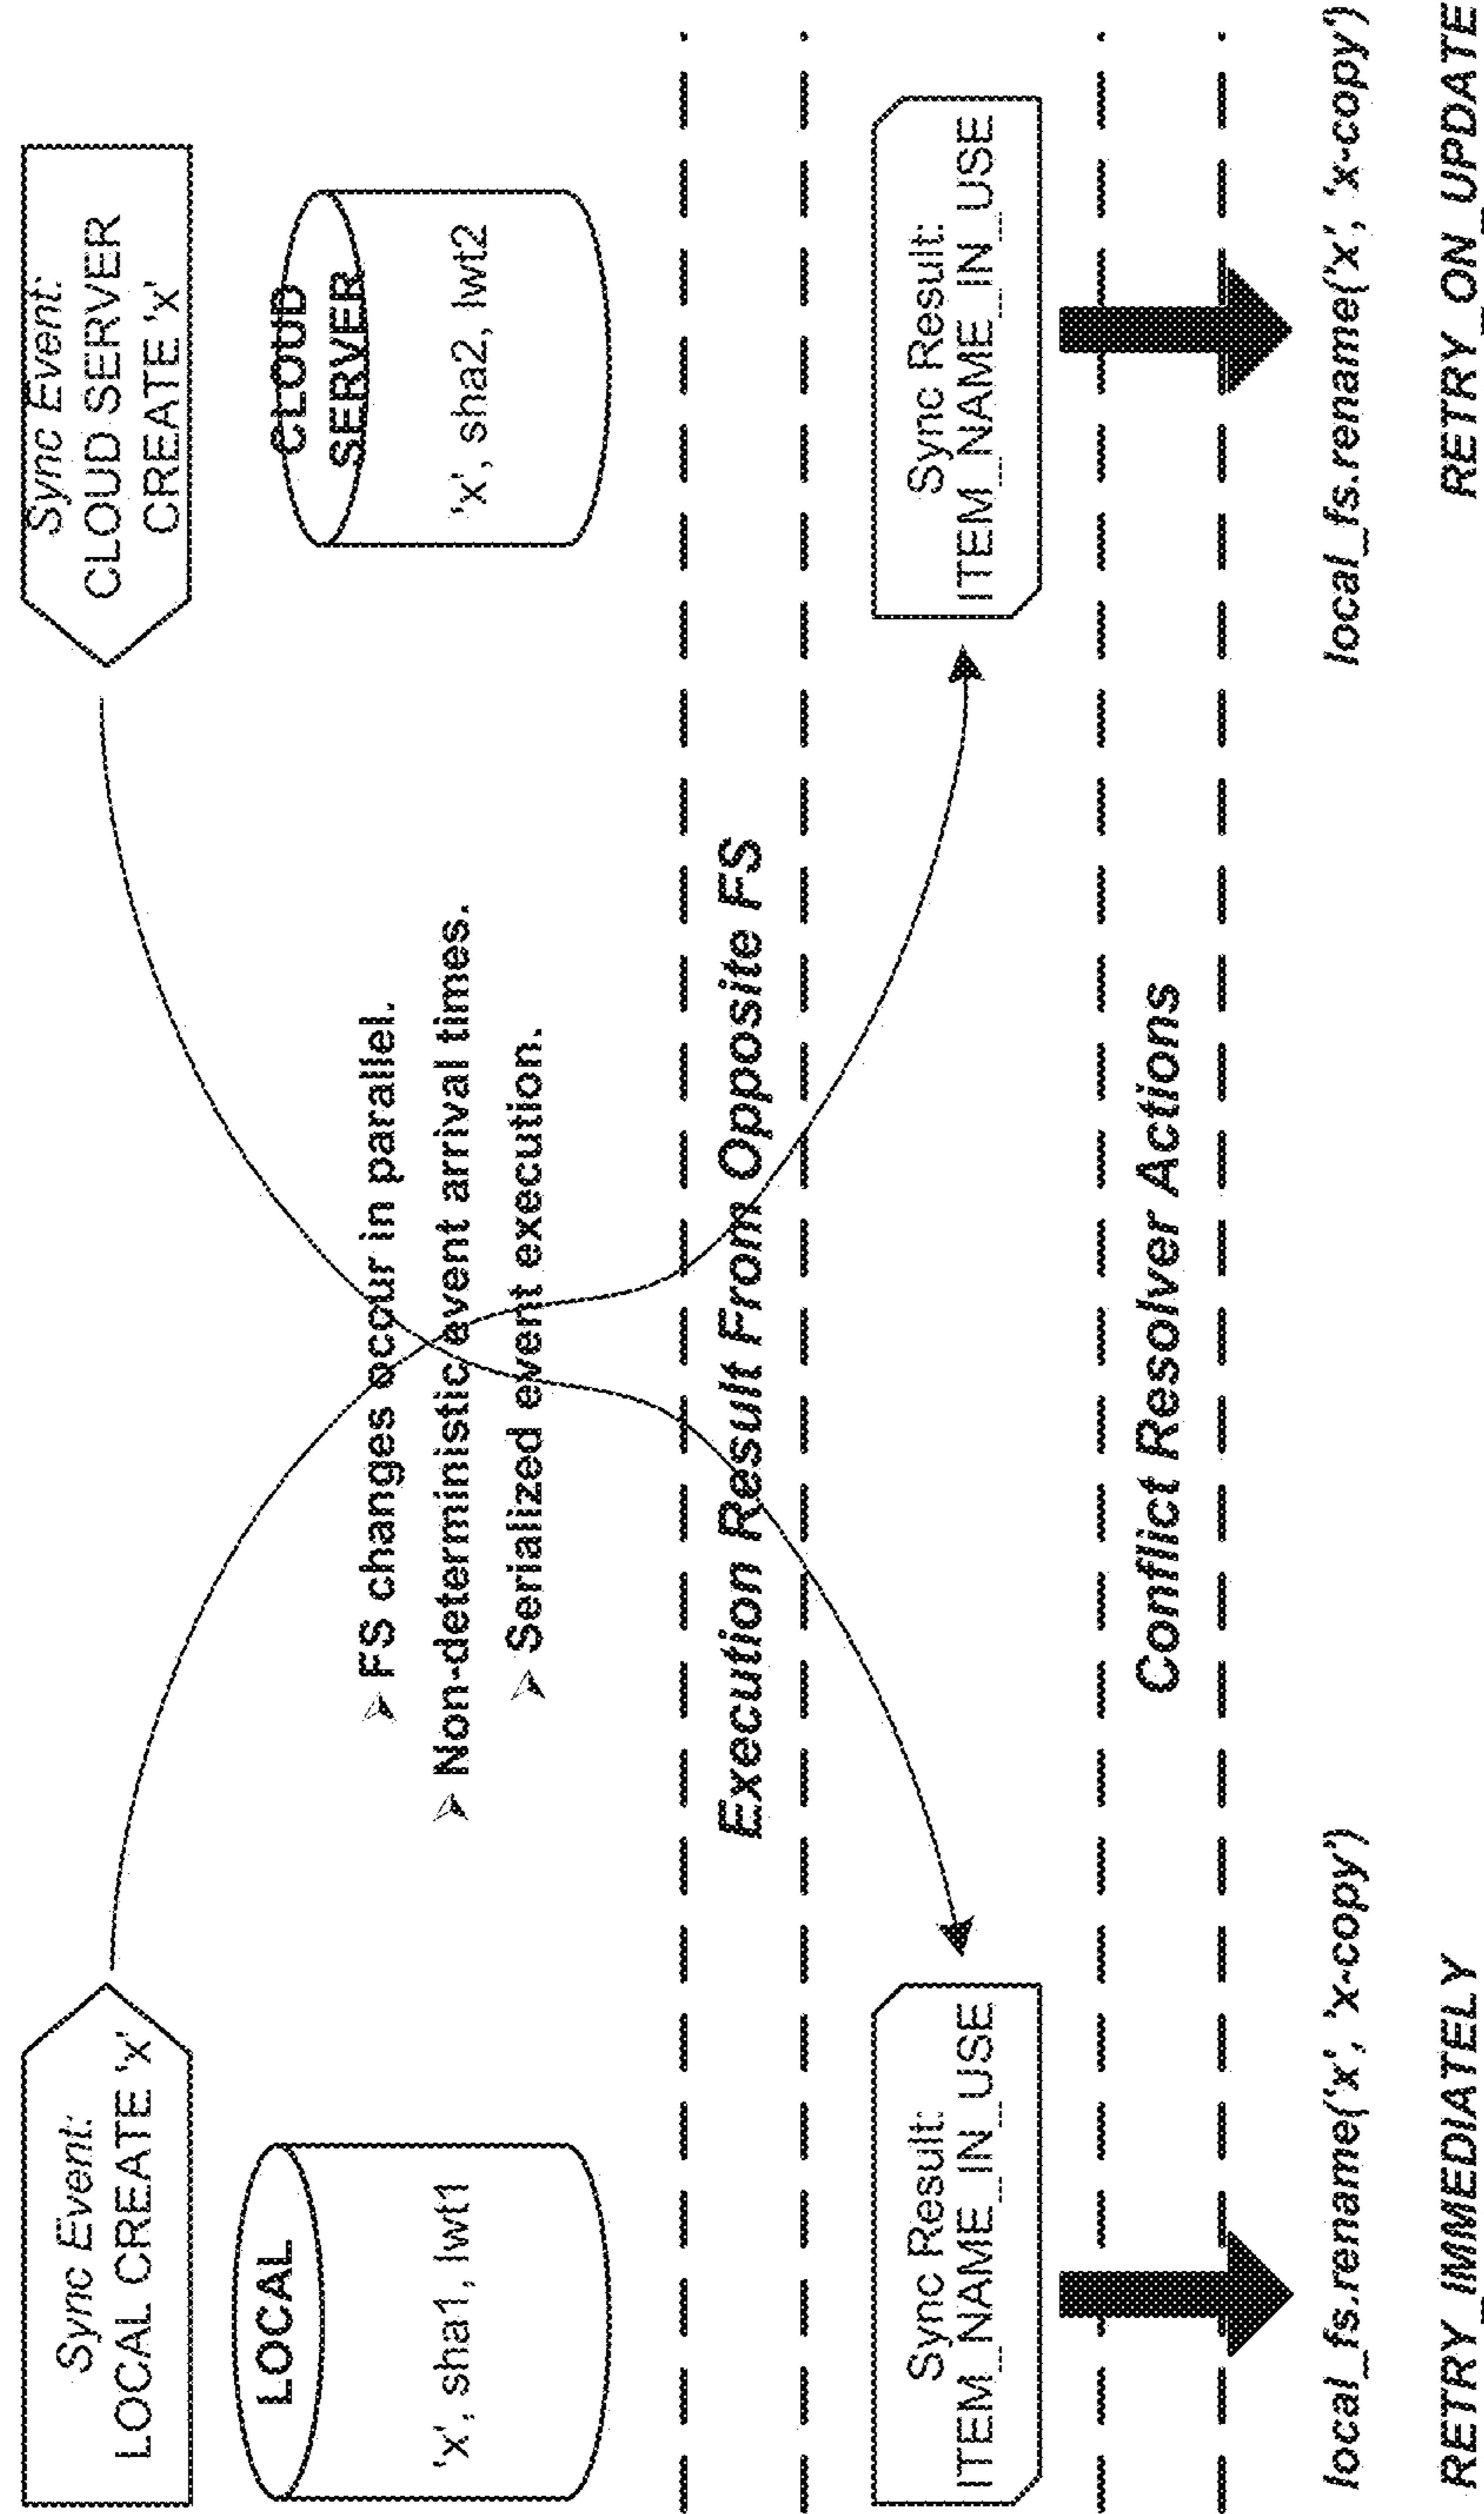 Sync Event:
LOCAL CREATE 'x'
LOCAL
'x', sha1, lwt1
Sync Event:
CLOUD SERVER
CREATE 'x'
CLOUD
SERVER
'x', sha2, lwt2
➢ FS changes occur in parallel.
➢ Non-deterministic event arrival times.
➢ Serialized event execution.
Execution Result From Opposite FS
Sync Result:
ITEM_NAME_IN_USE
Sync Result:
ITEM_NAME_IN_USE
Conflict Resolver Actions
local_fs.rename('x', 'x-copy')
RETRY_IMMEDIATELY
local_fs.rename('x', 'x-copy')
RETRY_ON_UPDATE